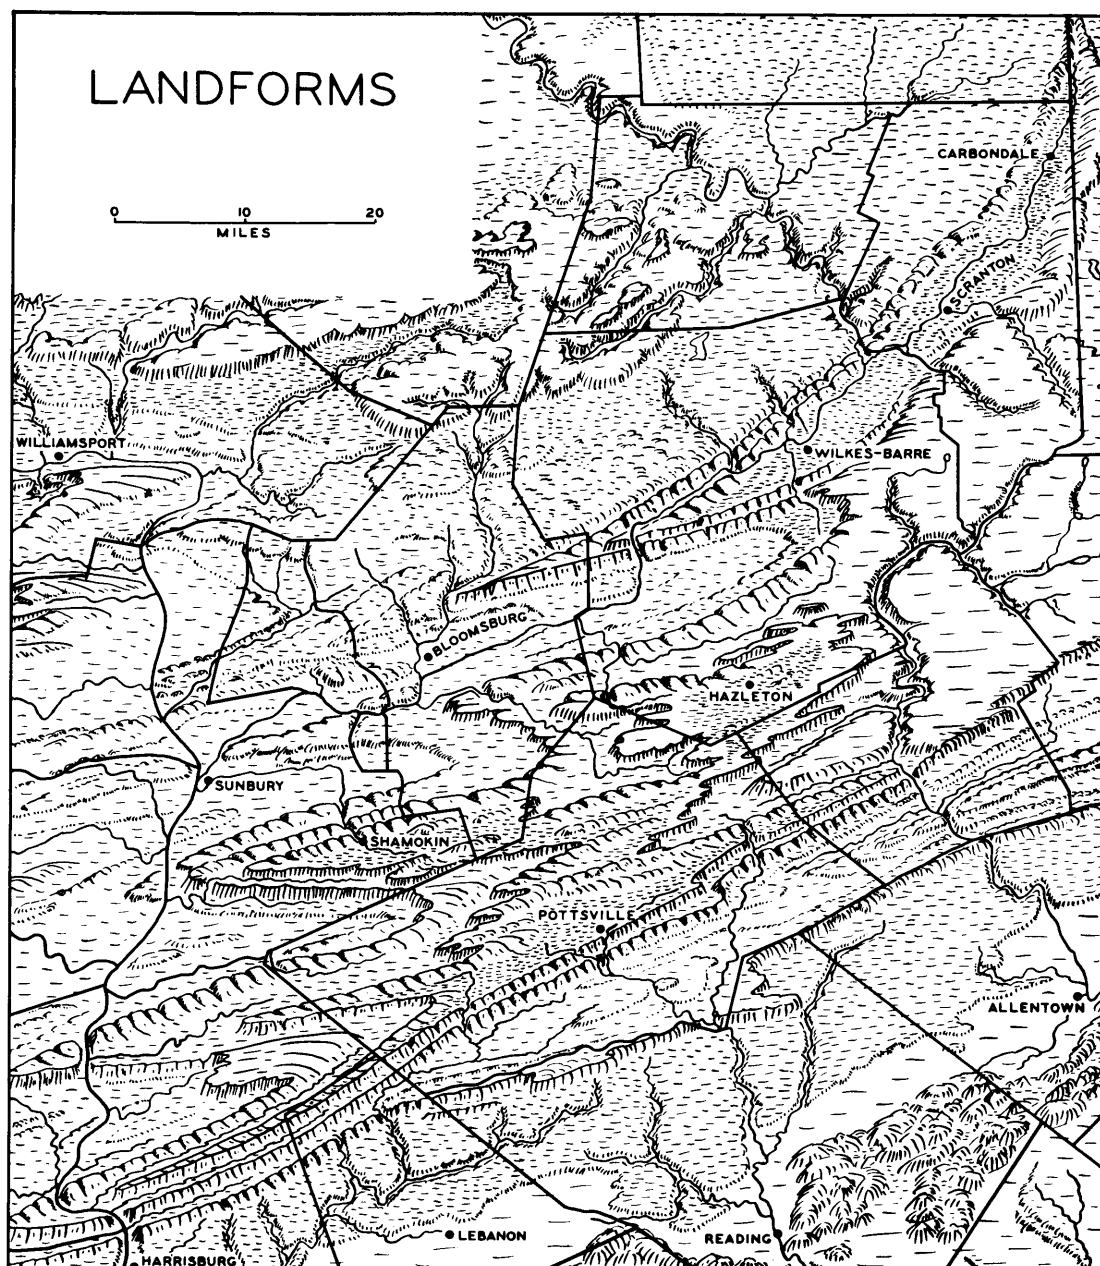 LANDFORMS
0 10 20
MILES
CARBONDALE
SCRANTON
WILLIAMSPORT
WILKES-BARRE
BLOOMSBURG
HAZLETON
SUNBURY
SHAMOKIN
POTTSVILLE
ALLENTOWN
LEBANON
READING
HARRISBURG